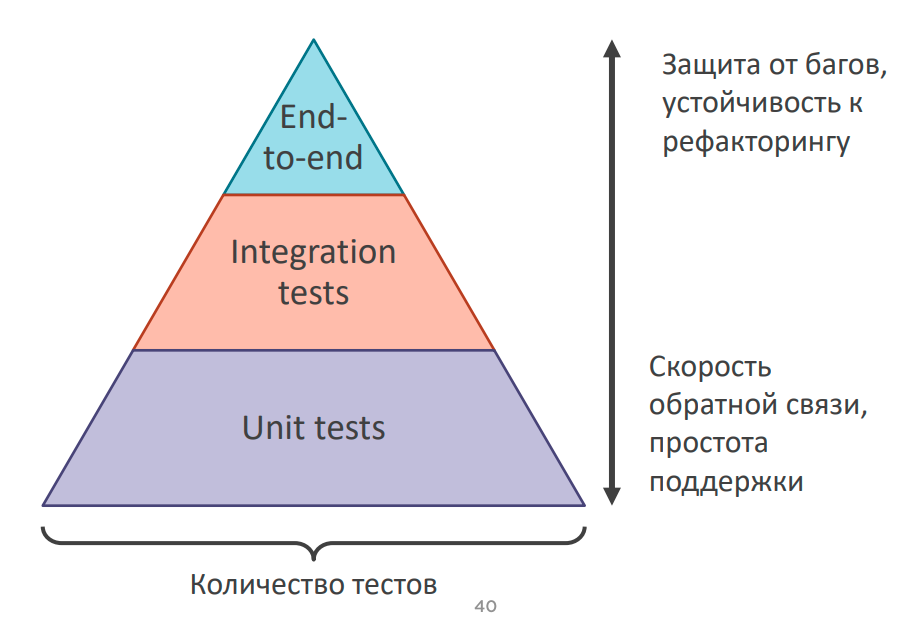 End-
to-end
Integration
tests
Unit tests
Защита от багов,
устойчивость к
рефакторингу
Скорость
обратной связи,
простота
поддержки
Количество тестов
40